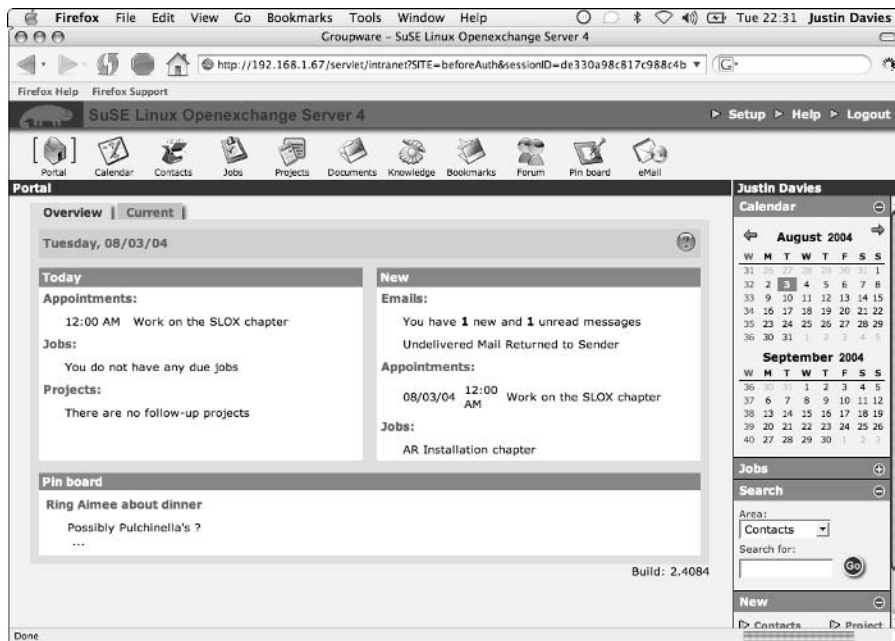 Firefox File Edit View Go Bookmarks Tools Window Help Tue 22:31 Justin Davies
Groupware – SuSE Linux Openexchange Server 4
http://192.168.1.67/servlet/intranet?SITE=beforeAuth&sessionID=de330a98c817c988c4b
G
Firefox Help Firefox Support
SuSE Linux Openexchange Server 4
Setup Help Logout
Portal Calendar Contacts Jobs Projects Documents Knowledge Bookmarks Forum Pin board eMail
Portal
Overview | Current |
Tuesday, 08/03/04
?
Today
Appointments:
12:00 AM Work on the SLOX chapter
Jobs:
You do not have any due jobs
Projects:
There are no follow-up projects
New
Emails:
You have 1 new and 1 unread messages
Undelivered Mail Returned to Sender
Appointments:
08/03/04 12:00 AM Work on the SLOX chapter
Jobs:
AR Installation chapter
Pin board
Ring Aimee about dinner
Possibly Pulchinella's ?
...
Build: 2.4084
Justin Davies
Calendar
August 2004
W M T W T F S S
31 26 27 28 29 30 31 1
32 2 3 4 5 6 7 8
33 9 10 11 12 13 14 15
34 16 17 18 19 20 21 22
35 23 24 25 26 27 28 29
36 30 31 1 2 3 4 5
September 2004
W M T W T F S S
36 30 31 1 2 3 4 5
37 6 7 8 9 10 11 12
38 13 14 15 16 17 18 19
39 20 21 22 23 24 25 26
40 27 28 29 30 1 2 3
Jobs
Search
Area:
Contacts
Search for:
Go
New
Contacts Project
Done